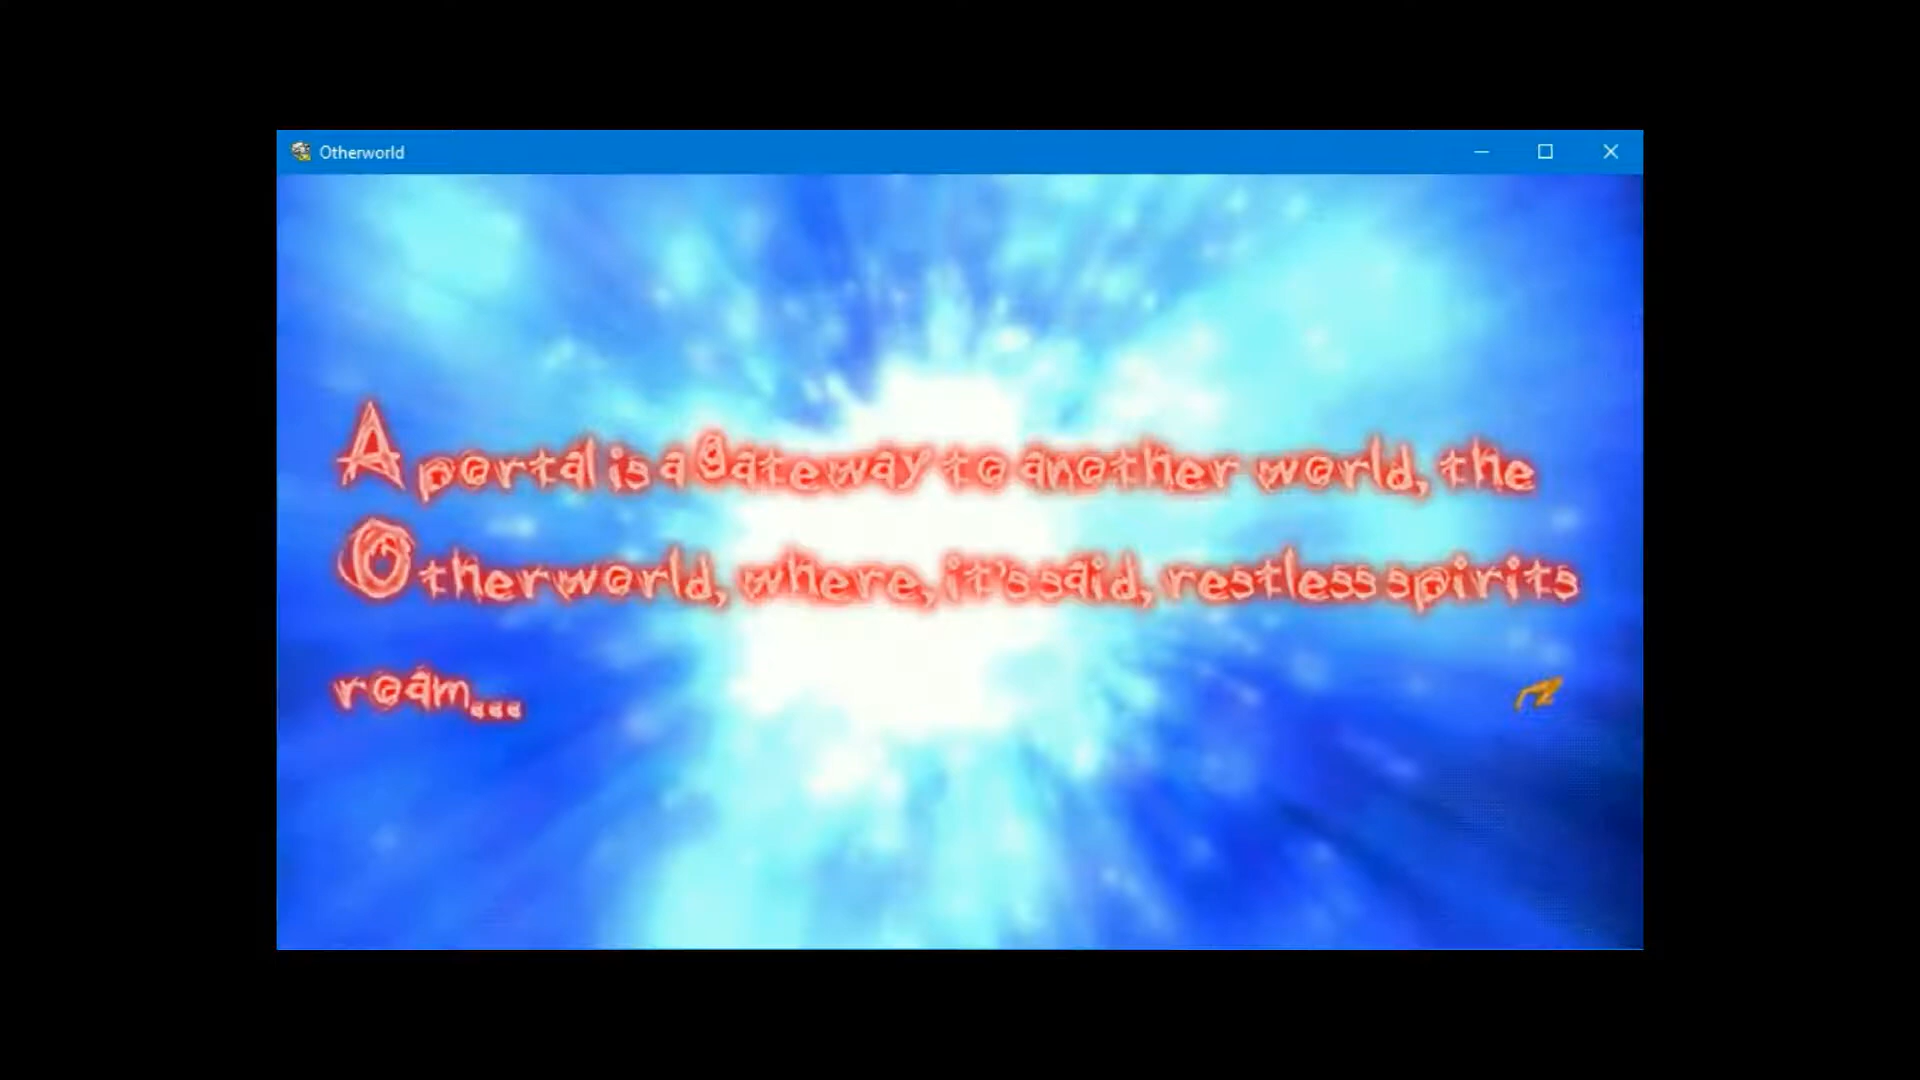 Otherworld
A portal is a gateway to another world, the
Otherworld, where, it's said, restless spirits
roam...